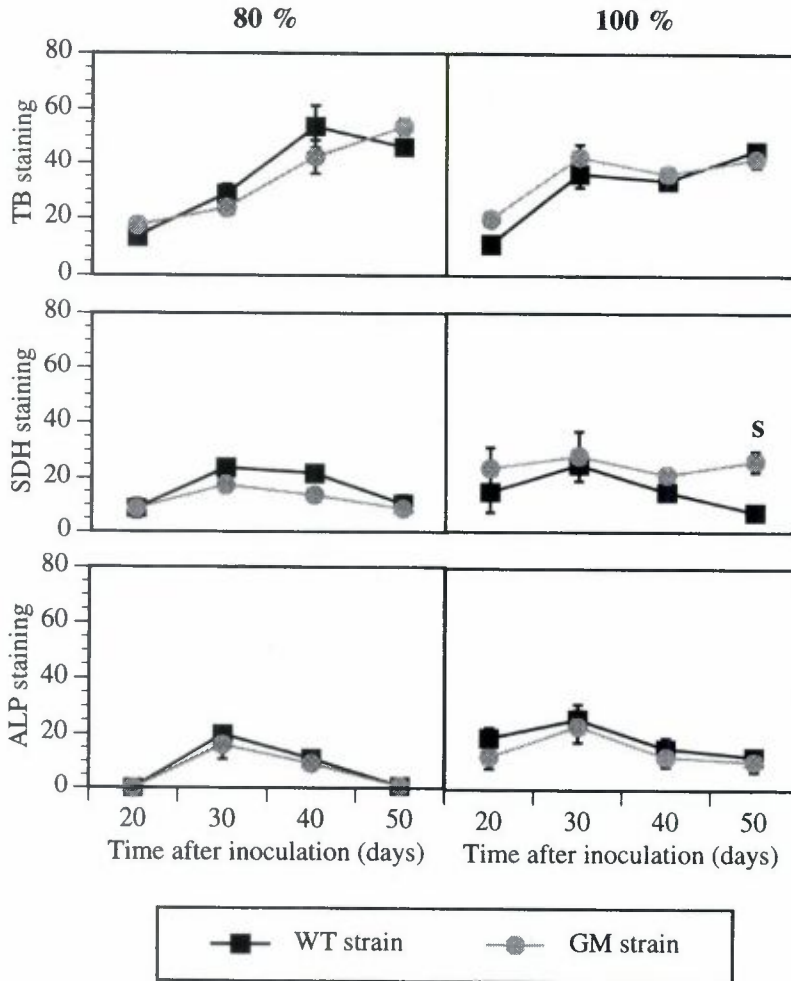 80 % 100 %
TB staining
80
60
40
20
0
SDH staining
80
60
40
20
0
S
ALP staining
80
60
40
20
0
20 30 40 50 20 30 40 50
Time after inoculation (days) Time after inoculation (days)
WT strain GM strain